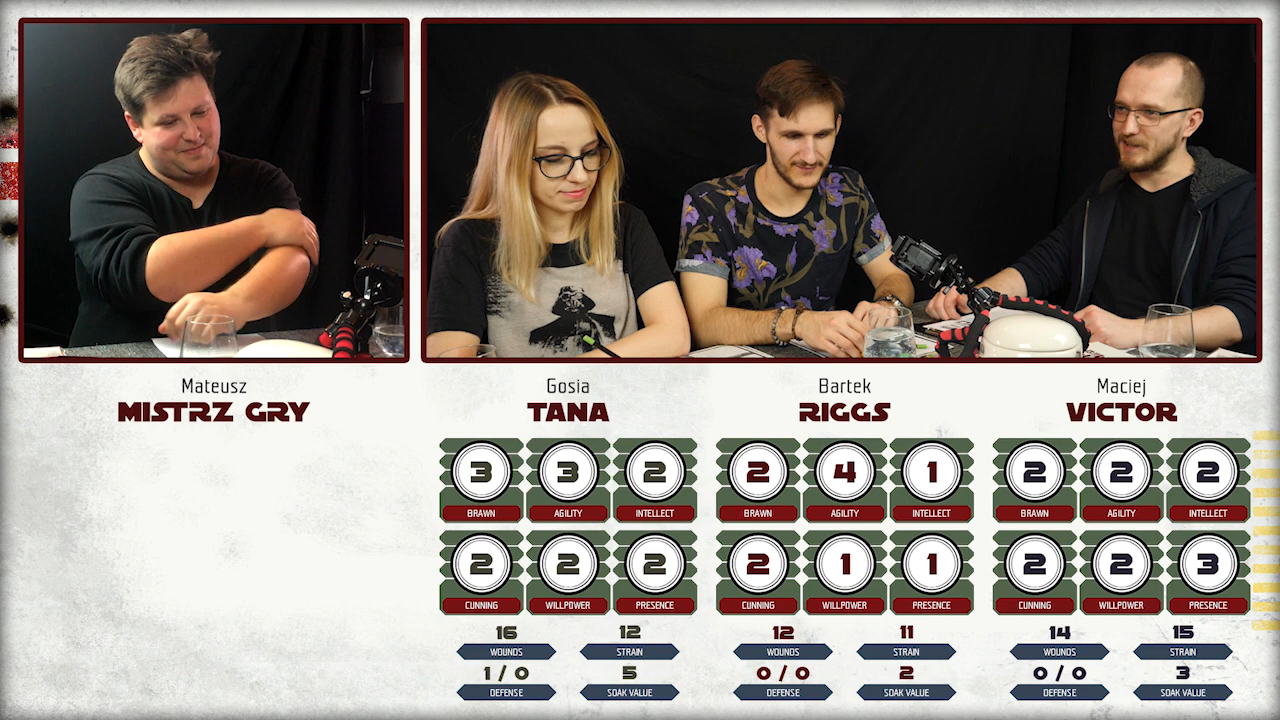 Mateusz
MISTRZ GRY
Gosia
TANA
3 3 2
BRAWN AGILITY INTELLECT
2 2 2
CUNNING WILLPOWER PRESENCE
16 12
WOUNDS STRAIN
1 / 0 5
DEFENSE SOAK VALUE
Bartek
RIGGS
2 4 1
BRAWN AGILITY INTELLECT
2 1 1
CUNNING WILLPOWER PRESENCE
12 11
WOUNDS STRAIN
0 / 0 2
DEFENSE SOAK VALUE
Maciej
VICTOR
2 2 2
BRAWN AGILITY INTELLECT
2 2 3
CUNNING WILLPOWER PRESENCE
14 15
WOUNDS STRAIN
0 / 0 3
DEFENSE SOAK VALUE